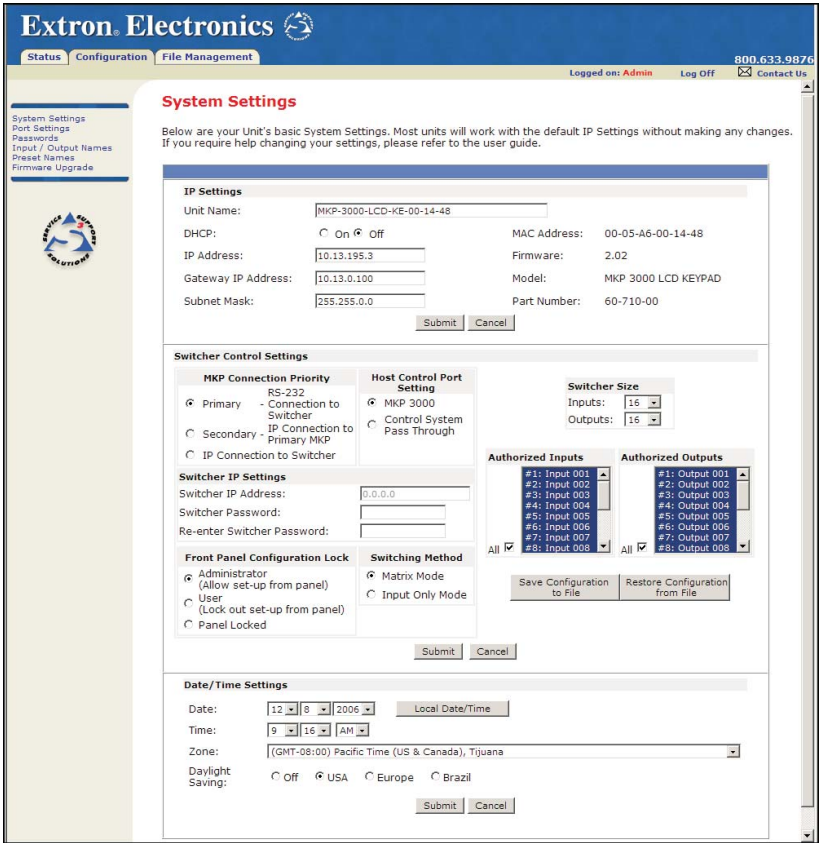 Extron® Electronics
Status Configuration File Management
800.633.9876
Logged on: Admin Log Off Contact Us
System Settings
Port Settings
Passwords
Input / Output Names
Preset Names
Firmware Upgrade
SERVICE SUPPORT SOLUTIONS
System Settings
Below are your Unit's basic System Settings. Most units will work with the default IP Settings without making any changes.
If you require help changing your settings, please refer to the user guide.
IP Settings
Unit Name: MKP-3000-LCD-KE-00-14-48
DHCP: On Off MAC Address: 00-05-A6-00-14-48
IP Address: 10.13.195.3 Firmware: 2.02
Gateway IP Address: 10.13.0.100 Model: MKP 3000 LCD KEYPAD
Subnet Mask: 255.255.0.0 Part Number: 60-710-00
Submit Cancel
Switcher Control Settings
MKP Connection Priority
Primary - RS-232
Connection to
Switcher
Secondary - IP Connection to
Primary MKP
IP Connection to Switcher
Host Control Port
Setting
MKP 3000
Control System
Pass Through
Switcher Size
Inputs: 16
Outputs: 16
Switcher IP Settings
Switcher IP Address: 0.0.0.0
Switcher Password:
Re-enter Switcher Password:
Authorized Inputs
#1: Input 001
#2: Input 002
#3: Input 003
#4: Input 004
#5: Input 005
#6: Input 006
#7: Input 007
#8: Input 008
All
Authorized Outputs
#1: Output 001
#2: Output 002
#3: Output 003
#4: Output 004
#5: Output 005
#6: Output 006
#7: Output 007
#8: Output 008
All
Front Panel Configuration Lock
Administrator
(Allow set-up from panel)
User
(Lock out set-up from panel)
Panel Locked
Switching Method
Matrix Mode
Input Only Mode
Save Configuration
to File
Restore Configuration
from File
Submit Cancel
Date/Time Settings
Date: 12 8 2006 Local Date/Time
Time: 9 16 AM
Zone: (GMT-08:00) Pacific Time (US & Canada), Tijuana
Daylight
Saving: Off USA Europe Brazil
Submit Cancel